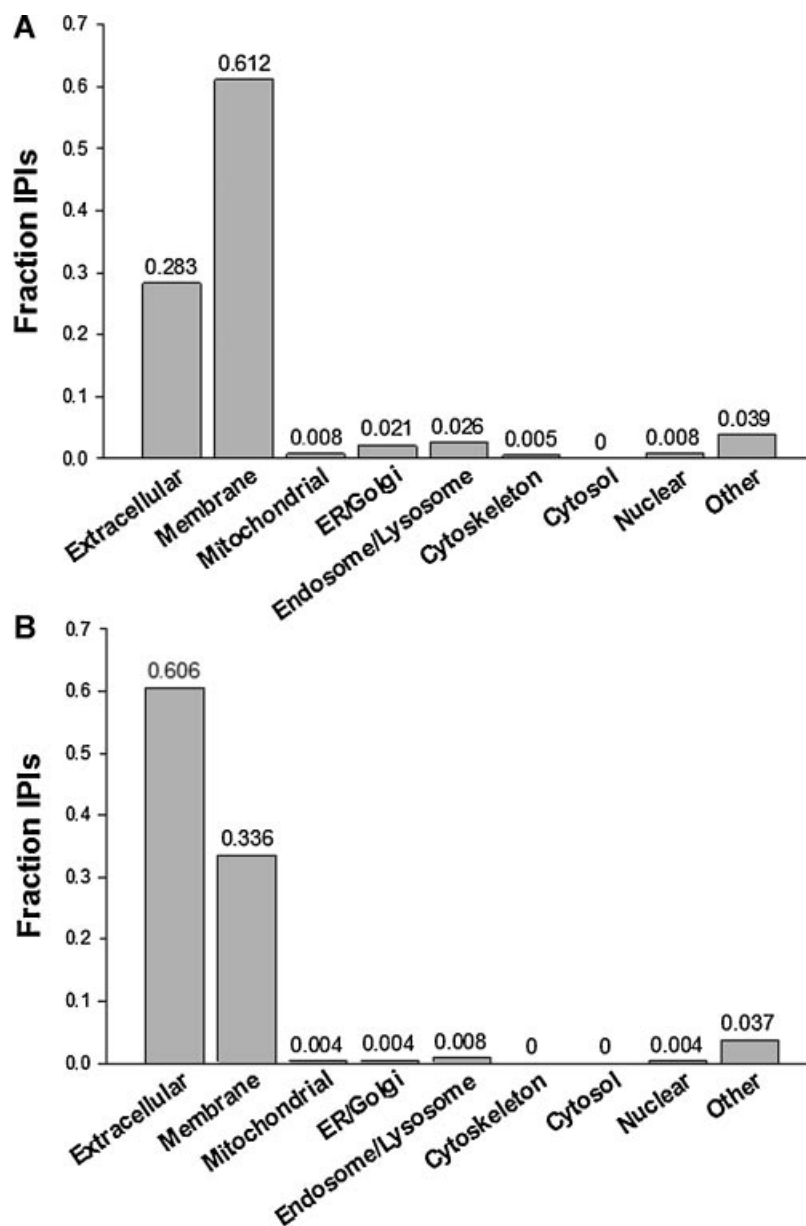 A
Fraction IPIs
0.7
0.6
0.5
0.4
0.3
0.2
0.1
0.0
0.283
0.612
0.008
0.021
0.026
0.005
0
0.008
0.039
Extracellular
Membrane
Mitochondrial
ER/Golgi
Endosome/Lysosome
Cytoskeleton
Cytosol
Nuclear
Other
B
Fraction IPIs
0.7
0.6
0.5
0.4
0.3
0.2
0.1
0.0
0.606
0.336
0.004
0.004
0.008
0
0
0.004
0.037
Extracellular
Membrane
Mitochondrial
ER/Golgi
Endosome/Lysosome
Cytoskeleton
Cytosol
Nuclear
Other